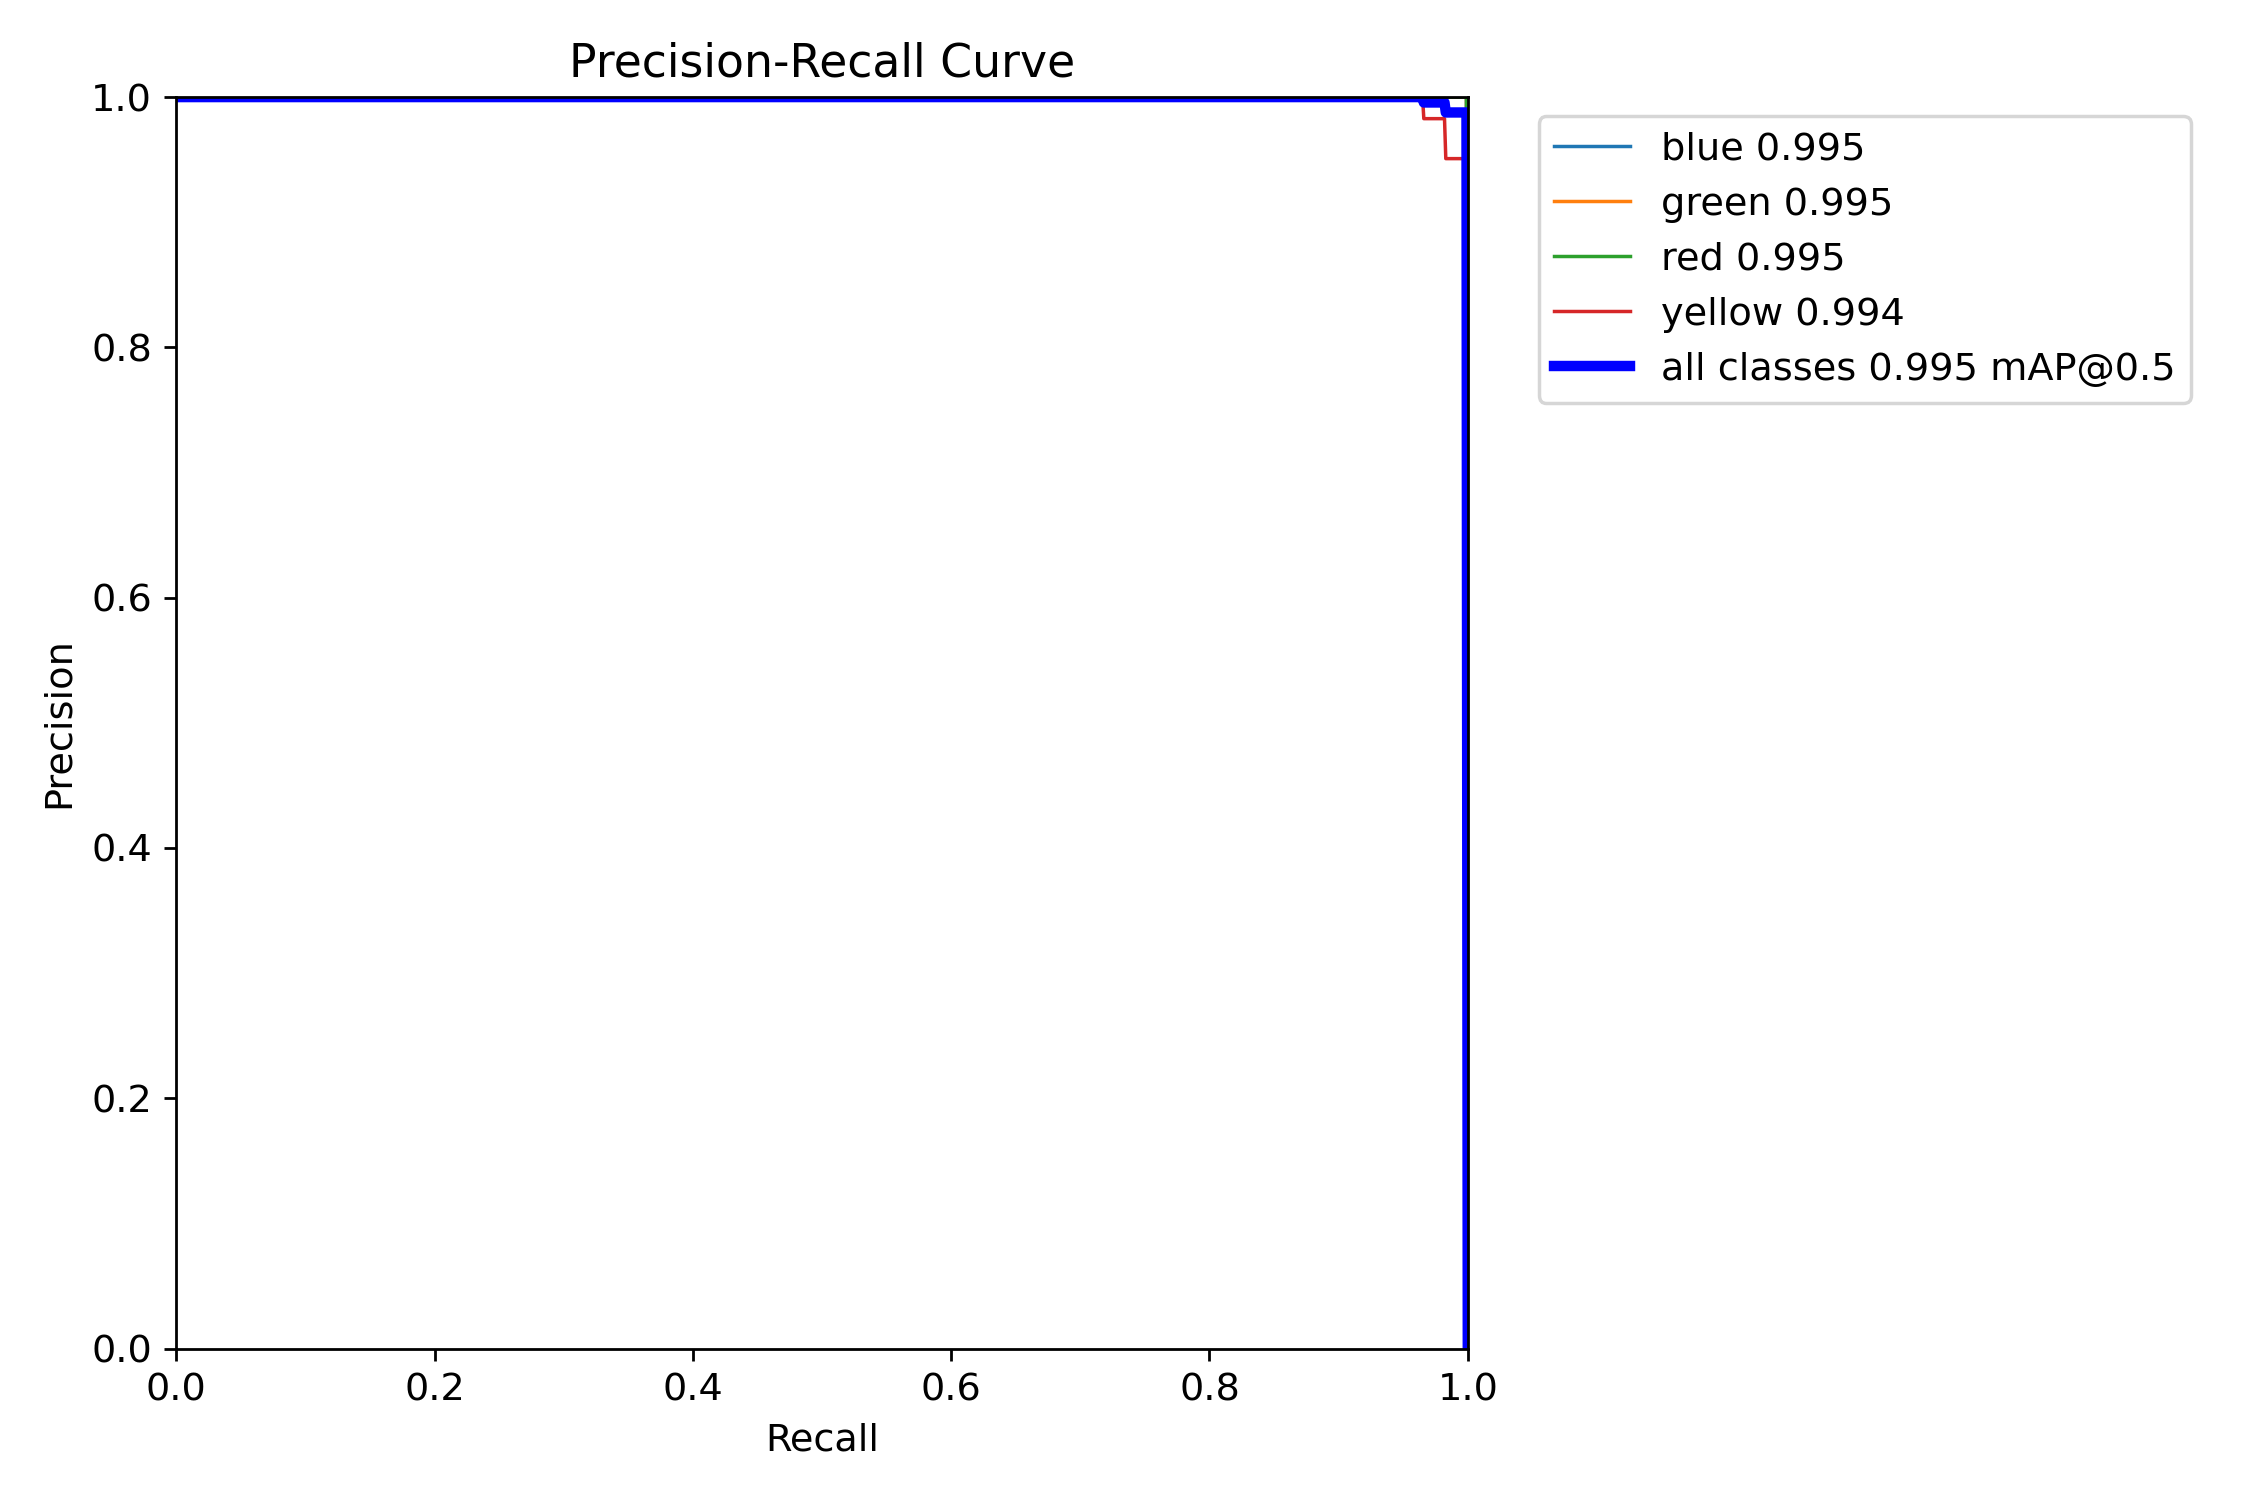 Precision-Recall Curve
1.0
0.8
0.6
0.4
0.2
0.0
Precision
0.0 0.2 0.4 0.6 0.8 1.0
Recall
blue 0.995
green 0.995
red 0.995
yellow 0.994
all classes 0.995 mAP@0.5